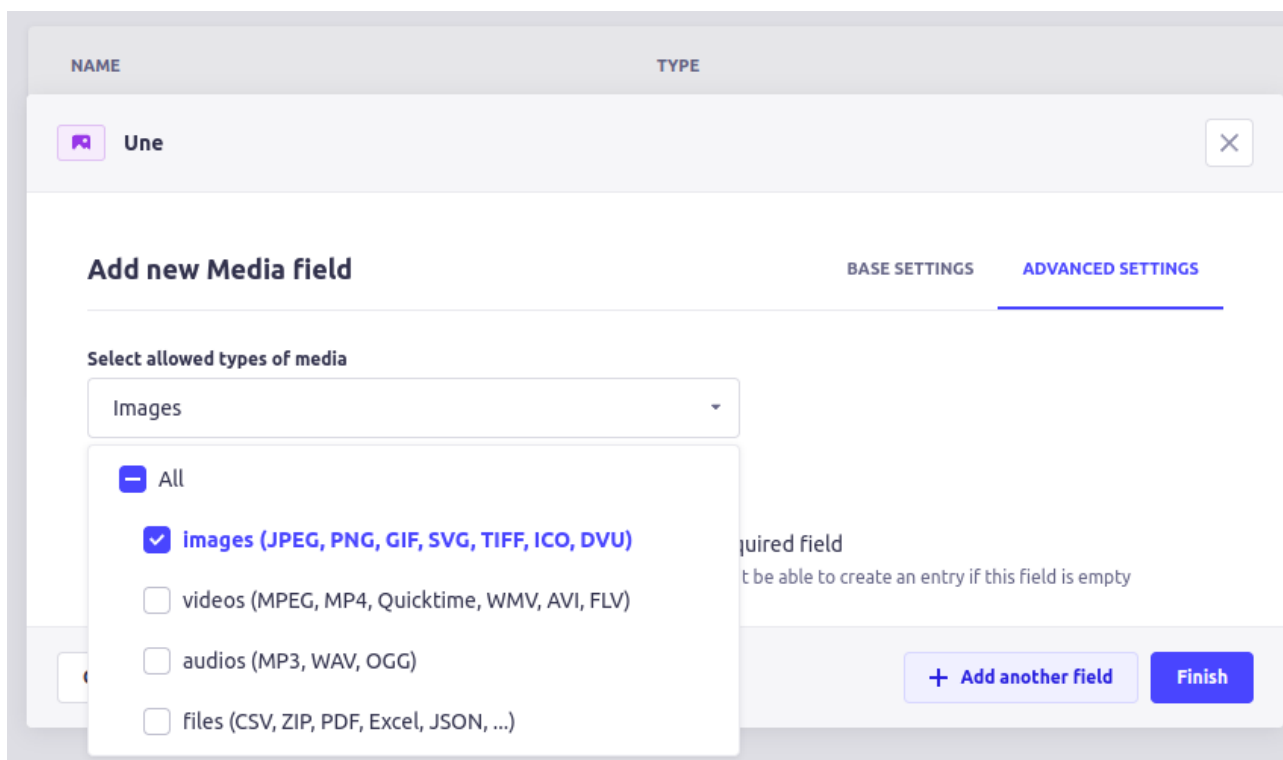 NAME TYPE
Une
Add new Media field BASE SETTINGS ADVANCED SETTINGS
Select allowed types of media
Images
All
images (JPEG, PNG, GIF, SVG, TIFF, ICO, DVU)
field
be able to create an entry if this field is empty
videos (MPEG, MP4, Quicktime, WMV, AVI, FLV)
audios (MP3, WAV, OGG)
+ Add another field Finish
files (CSV, ZIP, PDF, Excel, JSON, ...)